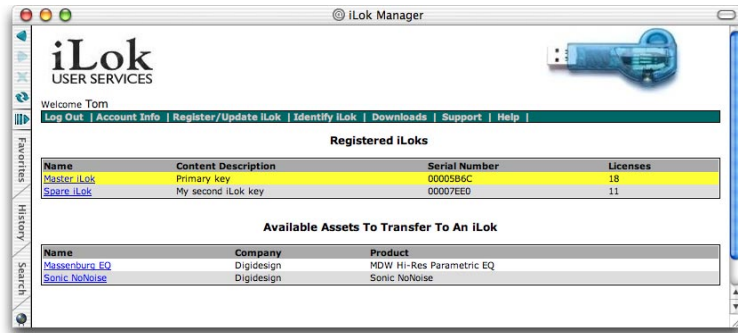 iLok Manager
iLok
USER SERVICES
Welcome Tom
Log Out | Account Info | Register/Update iLok | Identify iLok | Downloads | Support | Help |
Registered iLoks
Name Content Description Serial Number Licenses
Master iLok Primary key 00005B6C 18
Spare iLok My second iLok key 00007EE0 11
Available Assets To Transfer To An iLok
Name Company Product
Massenburg EQ Digidesign MDW Hi-Res Parametric EQ
Sonic NoNoise Digidesign Sonic NoNoise
Favorites
History
Search